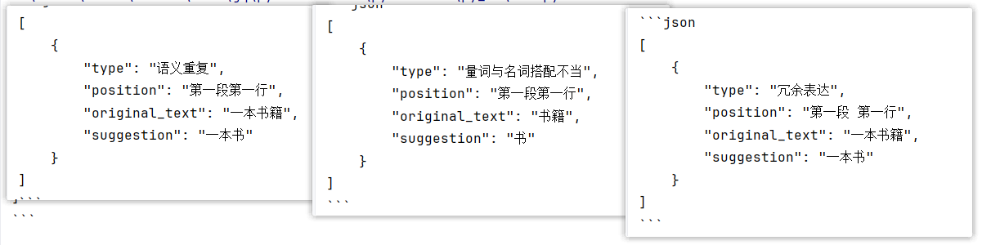 [
    {
        "type": "语义重复",
        "position": "第一段第一行",
        "original_text": "一本书籍",
        "suggestion": "一本书"
    }
]
```
```
json
[
    {
        "type": "量词与名词搭配不当",
        "position": "第一段第一行",
        "original_text": "书籍",
        "suggestion": "书"
    }
]
```
```json
[
    {
        "type": "冗余表达",
        "position": "第一段 第一行",
        "original_text": "一本书籍",
        "suggestion": "一本书"
    }
]
```